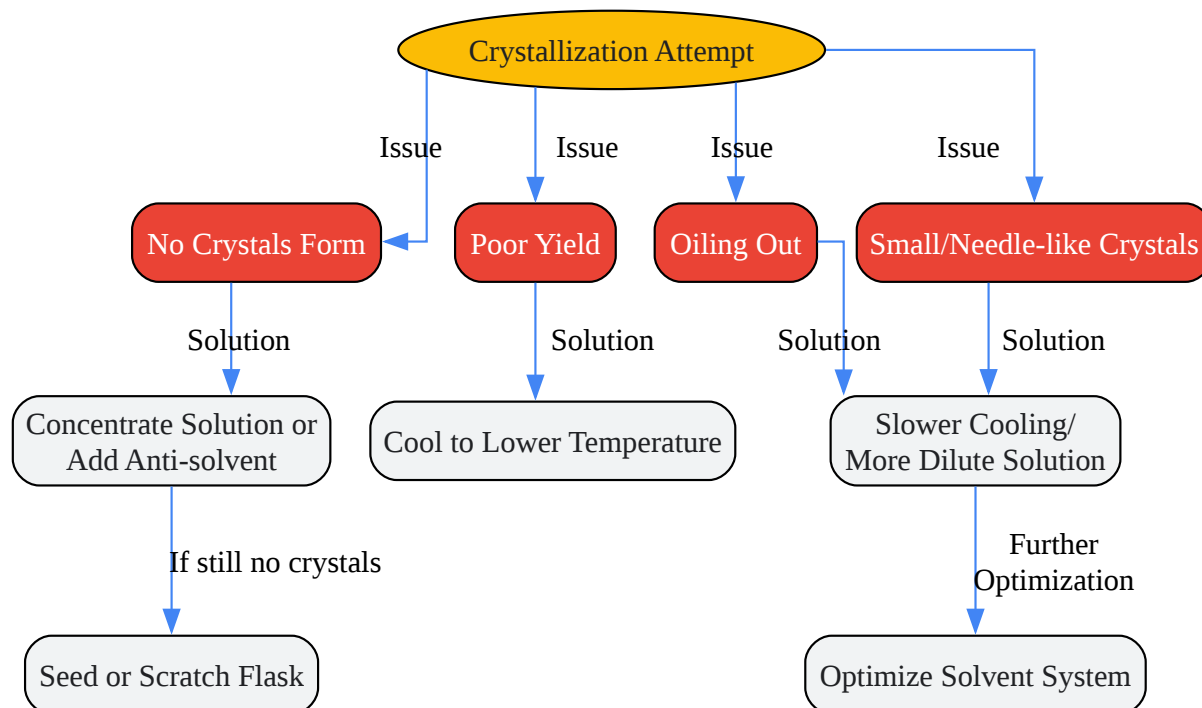 Crystallization Attempt
Issue
Issue
Issue
Issue
No Crystals Form
Poor Yield
Oiling Out
Small/Needle-like Crystals
Solution
Solution
Solution
Solution
Concentrate Solution or
Add Anti-solvent
Cool to Lower Temperature
Slower Cooling/
More Dilute Solution
If still no crystals
Further
Optimization
Seed or Scratch Flask
Optimize Solvent System